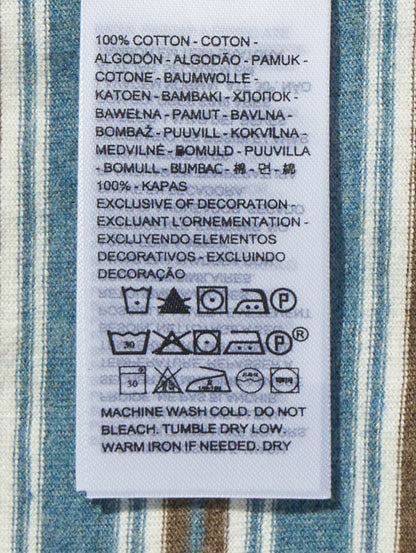 100% COTTON - COTON -
ALGODÓN - ALGODÃO - PAMUK -
COTONE - BAUMWOLLE -
KATOEN - BAMBAKI - ХЛОПОК -
BAWEŁNA - PAMUT - BAVLNA -
BOMBAŽ - PUUVILL - KOKVILNA -
MEDVILNĖ - BOMULD - PUUVILLA
- BOMULL - BUMBAC - 棉 - 면 - 綿
100% - KAPAS
EXCLUSIVE OF DECORATION -
EXCLUANT L'ORNEMENTATION -
EXCLUYENDO ELEMENTOS
DECORATIVOS - EXCLUINDO
DECORAÇÃO
P
30 P ®
30
MACHINE WASH COLD. DO NOT
BLEACH. TUMBLE DRY LOW.
WARM IRON IF NEEDED. DRY